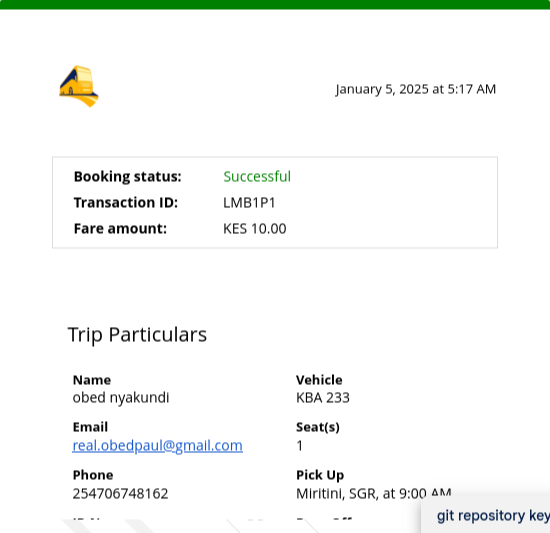 January 5, 2025 at 5:17 AM
Booking status: Successful
Transaction ID: LMB1P1
Fare amount: KES 10.00
Trip Particulars
Name Vehicle
obed nyakundi KBA 233
Email Seat(s)
real.obedpaul@gmail.com 1
Phone Pick Up
254706748162 Miritini, SGR, at 9:00 AM
git repository key